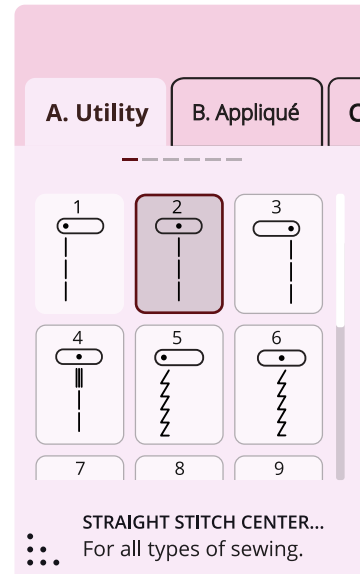 A. Utility
B. Appliqué
1
2
3
4
5
6
7
8
9
STRAIGHT STITCH CENTER...
For all types of sewing.